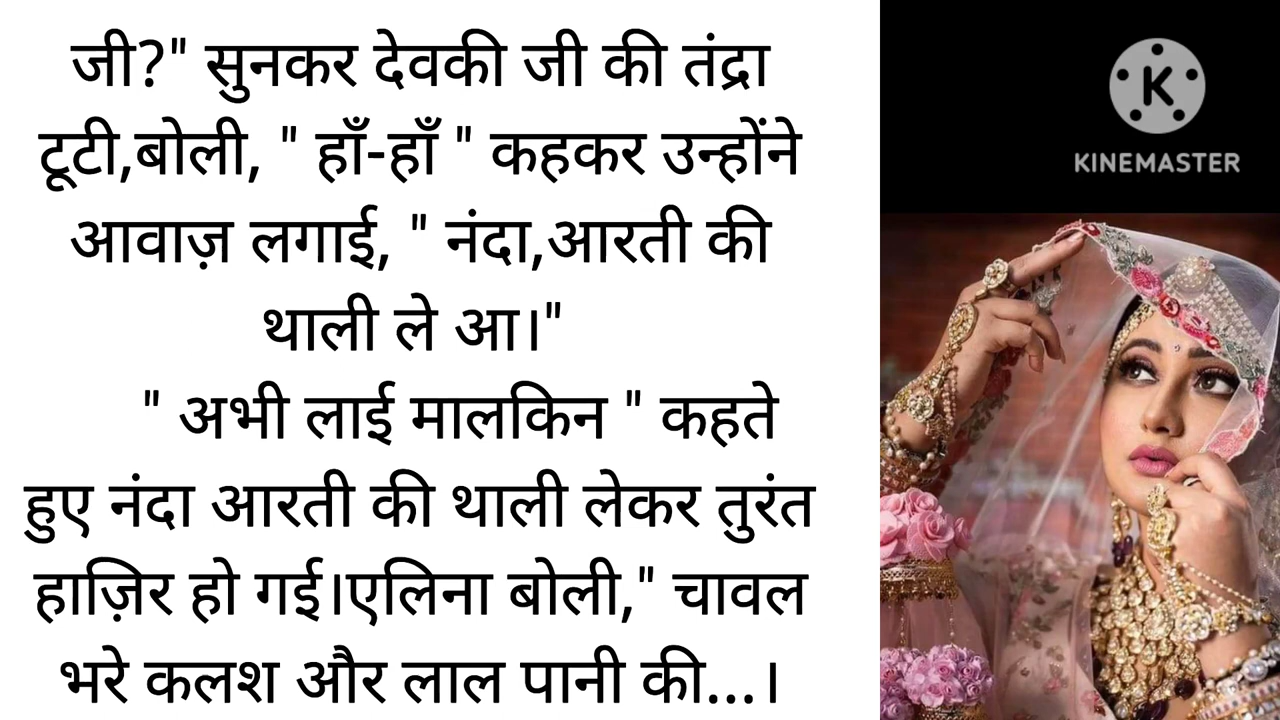 जी?" सुनकर देवकी जी की तंद्रा
टूटी,बोली, " हाँ-हाँ " कहकर उन्होंने
आवाज़ लगाई, " नंदा,आरती की
थाली ले आ।"
" अभी लाई मालकिन " कहते
हुए नंदा आरती की थाली लेकर तुरंत
हाज़िर हो गई।एलिना बोली," चावल
भरे कलश और लाल पानी की...।
K
KINEMASTER